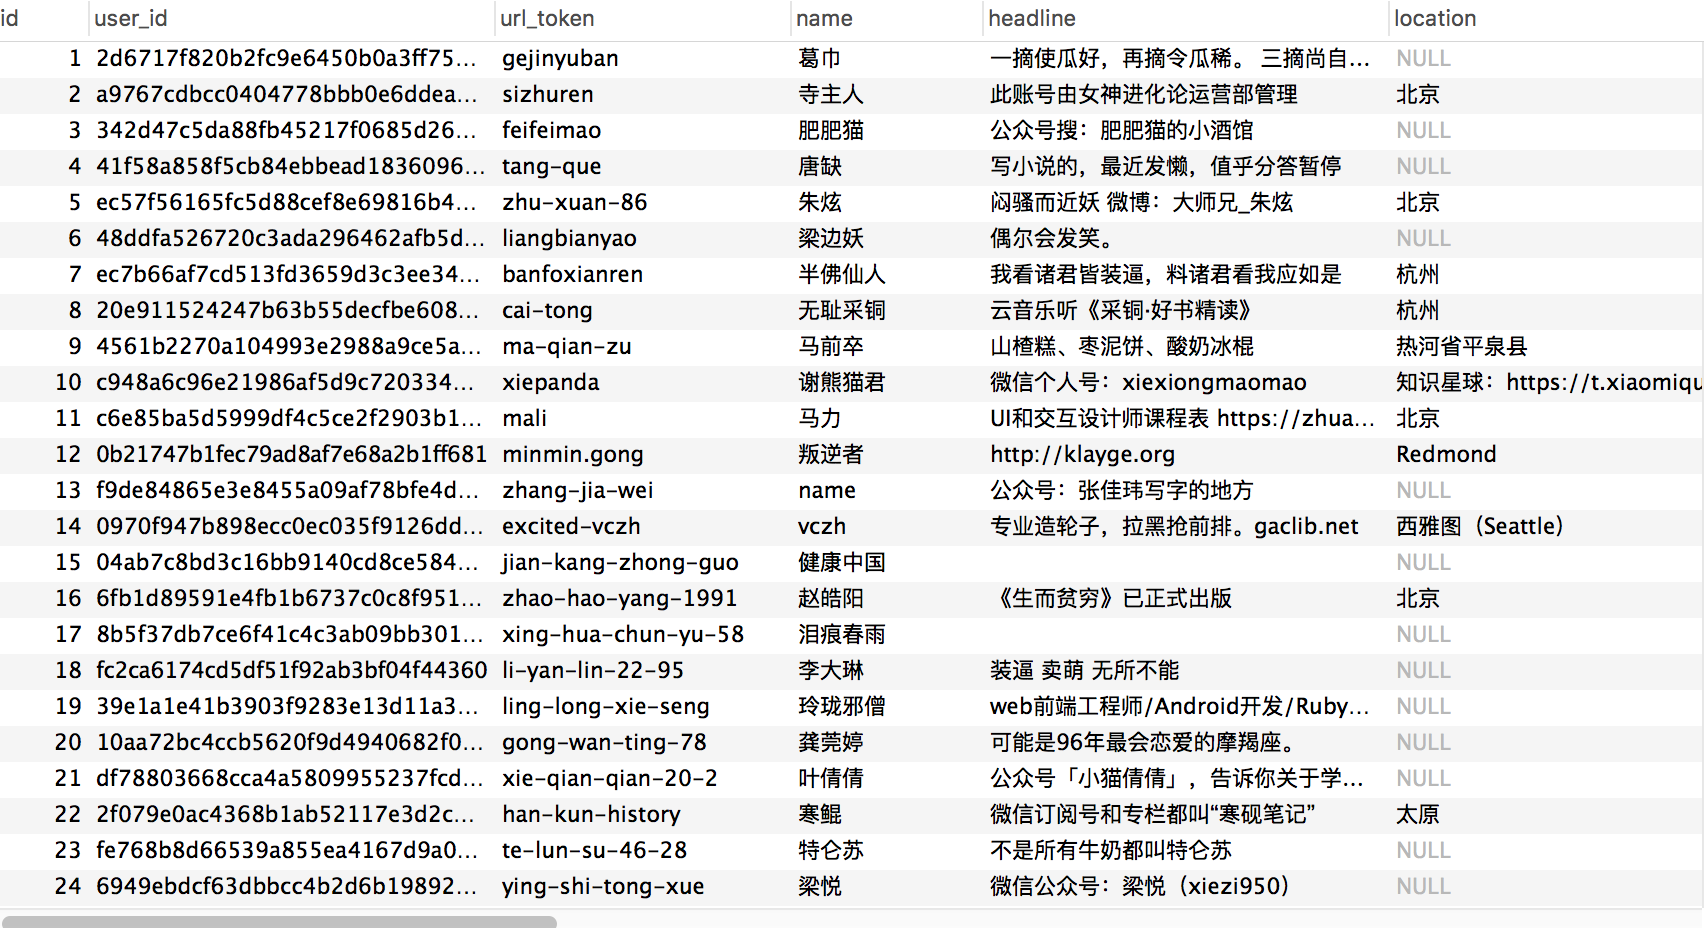 id user_id url_token name headline location
1 2d6717f820b2fc9e6450b0a3ff75... gejinyuban 葛巾 一摘使瓜好，再摘令瓜稀。 三摘尚自... NULL
2 a9767cdbcc0404778bbb0e6ddea... sizhuren 寺主人 此账号由女神进化论运营部管理 北京
3 342d47c5da88fb45217f0685d26... feifeimao 肥肥猫 公众号搜：肥肥猫的小酒馆 NULL
4 41f58a858f5cb84ebbead1836096... tang-que 唐缺 写小说的，最近发懒，值乎分答暂停 NULL
5 ec57f56165fc5d88cef8e69816b4... zhu-xuan-86 朱炫 闷骚而近妖 微博：大师兄_朱炫 北京
6 48ddfa526720c3ada296462afb5d... liangbianyao 梁边妖 偶尔会发笑。 NULL
7 ec7b66af7cd513fd3659d3c3ee34... banfoxianren 半佛仙人 我看诸君皆装逼，料诸君看我应如是 杭州
8 20e911524247b63b55decfbe608... cai-tong 无耻采铜 云音乐听《采铜·好书精读》 杭州
9 4561b2270a104993e2988a9ce5a... ma-qian-zu 马前卒 山楂糕、枣泥饼、酸奶冰棍 热河省平泉县
10 c948a6c96e21986af5d9c720334... xiepanda 谢熊猫君 微信个人号：xiexiongmaomao 知识星球：https://t.xiaomiqu
11 c6e85ba5d5999df4c5ce2f2903b1... mali 马力 UI和交互设计师课程表 https://zhua... 北京
12 0b21747b1fec79ad8af7e68a2b1ff681 minmin.gong 叛逆者 http://klayge.org Redmond
13 f9de84865e3e8455a09af78bfe4d... zhang-jia-wei name 公众号：张佳玮写字的地方 NULL
14 0970f947b898ecc0ec035f9126dd... excited-vczh vczh 专业造轮子，拉黑抢前排。gaclib.net 西雅图（Seattle）
15 04ab7c8bd3c16bb9140cd8ce584... jian-kang-zhong-guo 健康中国 NULL
16 6fb1d89591e4fb1b6737c0c8f951... zhao-hao-yang-1991 赵皓阳 《生而贫穷》已正式出版 北京
17 8b5f37db7ce6f41c4c3ab09bb301... xing-hua-chun-yu-58 泪痕春雨 NULL
18 fc2ca6174cd5df51f92ab3bf04f44360 li-yan-lin-22-95 李大琳 装逼 卖萌 无所不能 NULL
19 39e1a1e41b3903f9283e13d11a3... ling-long-xie-seng 玲珑邪僧 web前端工程师/Android开发/Ruby... NULL
20 10aa72bc4ccb5620f9d4940682f0... gong-wan-ting-78 龚莞婷 可能是96年最会恋爱的摩羯座。 NULL
21 df78803668cca4a5809955237fcd... xie-qian-qian-20-2 叶倩倩 公众号「小猫倩倩」，告诉你关于学... NULL
22 2f079e0ac4368b1ab52117e3d2c... han-kun-history 寒鲲 微信订阅号和专栏都叫“寒砚笔记” 太原
23 fe768b8d66539a855ea4167d9a0... te-lun-su-46-28 特仑苏 不是所有牛奶都叫特仑苏 NULL
24 6949ebdcf63dbbcc4b2d6b19892... ying-shi-tong-xue 梁悦 微信公众号：梁悦（xiezi950） NULL